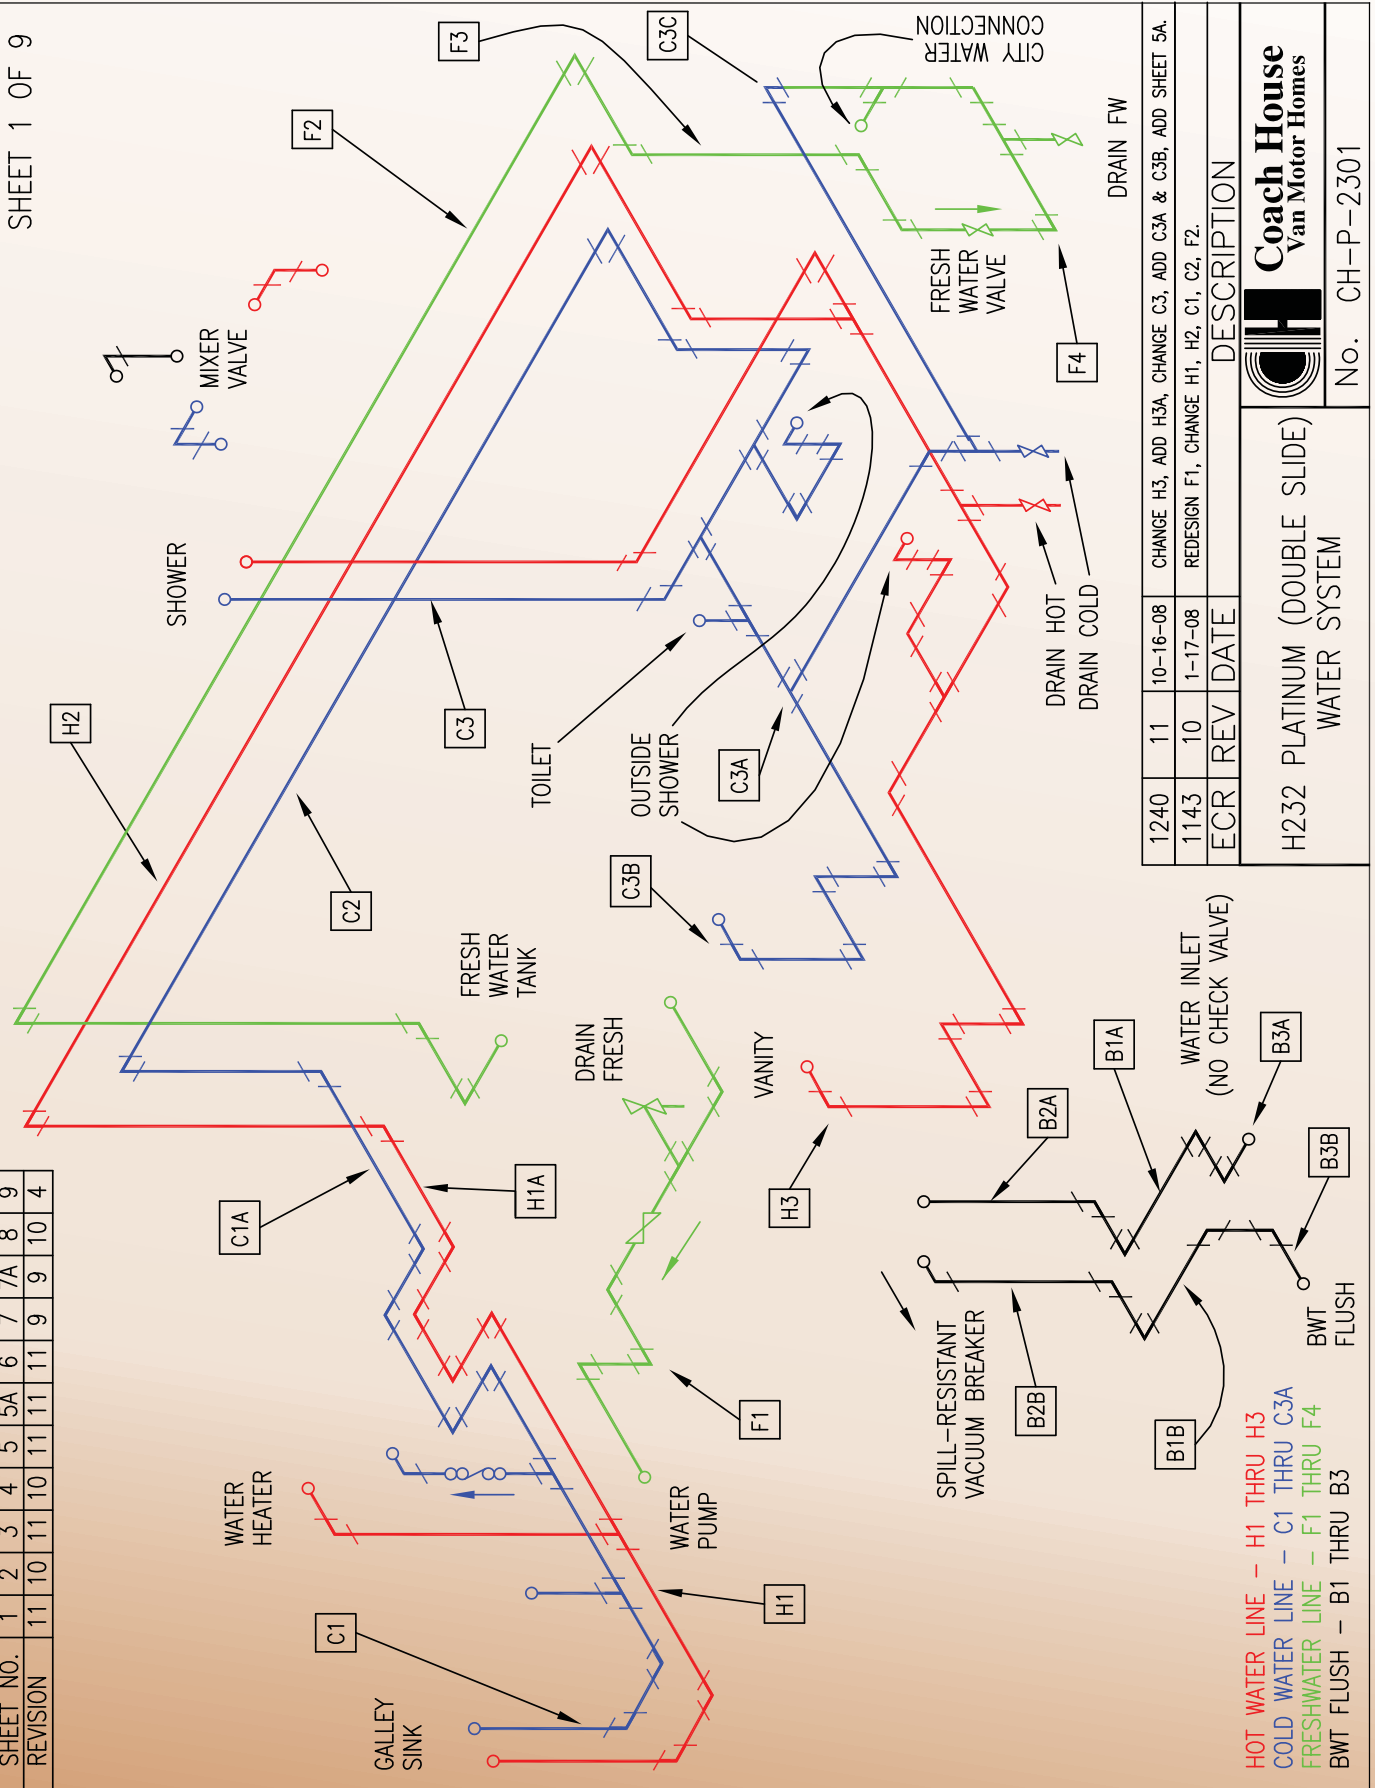 SHEET 1 OF 9
SHEET NO. 1 2 3 4 5 5A 6 7 7A 8 9
REVISION 11 10 11 10 11 11 11 9 9 10 4
H2
F2
F3
C3C
CITY WATER
CONNECTION
MIXER
VALVE
SHOWER
C2
C3
FRESH
WATER
TANK
C1A
H1A
WATER
HEATER
C1
GALLEY
SINK
H1
WATER
PUMP
F1
DRAIN
FRESH
VANITY
H3
TOILET
OUTSIDE
SHOWER
C3A
C3B
DRAIN HOT
DRAIN COLD
FRESH
WATER
VALVE
F4
DRAIN FW
SPILL-RESISTANT
VACUUM BREAKER
B2B
B1B
B2A
B1A
WATER INLET
(NO CHECK VALVE)
B3A
B3B
BWT
FLUSH
HOT WATER LINE - H1 THRU H3
COLD WATER LINE - C1 THRU C3A
FRESHWATER LINE - F1 THRU F4
BWT FLUSH - B1 THRU B3
1240 11 10-16-08 CHANGE H3, ADD H3A, CHANGE C3, ADD C3A & C3B, ADD SHEET 5A.
1143 10 1-17-08 REDESIGN F1, CHANGE H1, H2, C1, C2, F2.
ECR REV DATE DESCRIPTION
H232 PLATINUM (DOUBLE SLIDE)
WATER SYSTEM
Coach House
Van Motor Homes
No. CH-P-2301